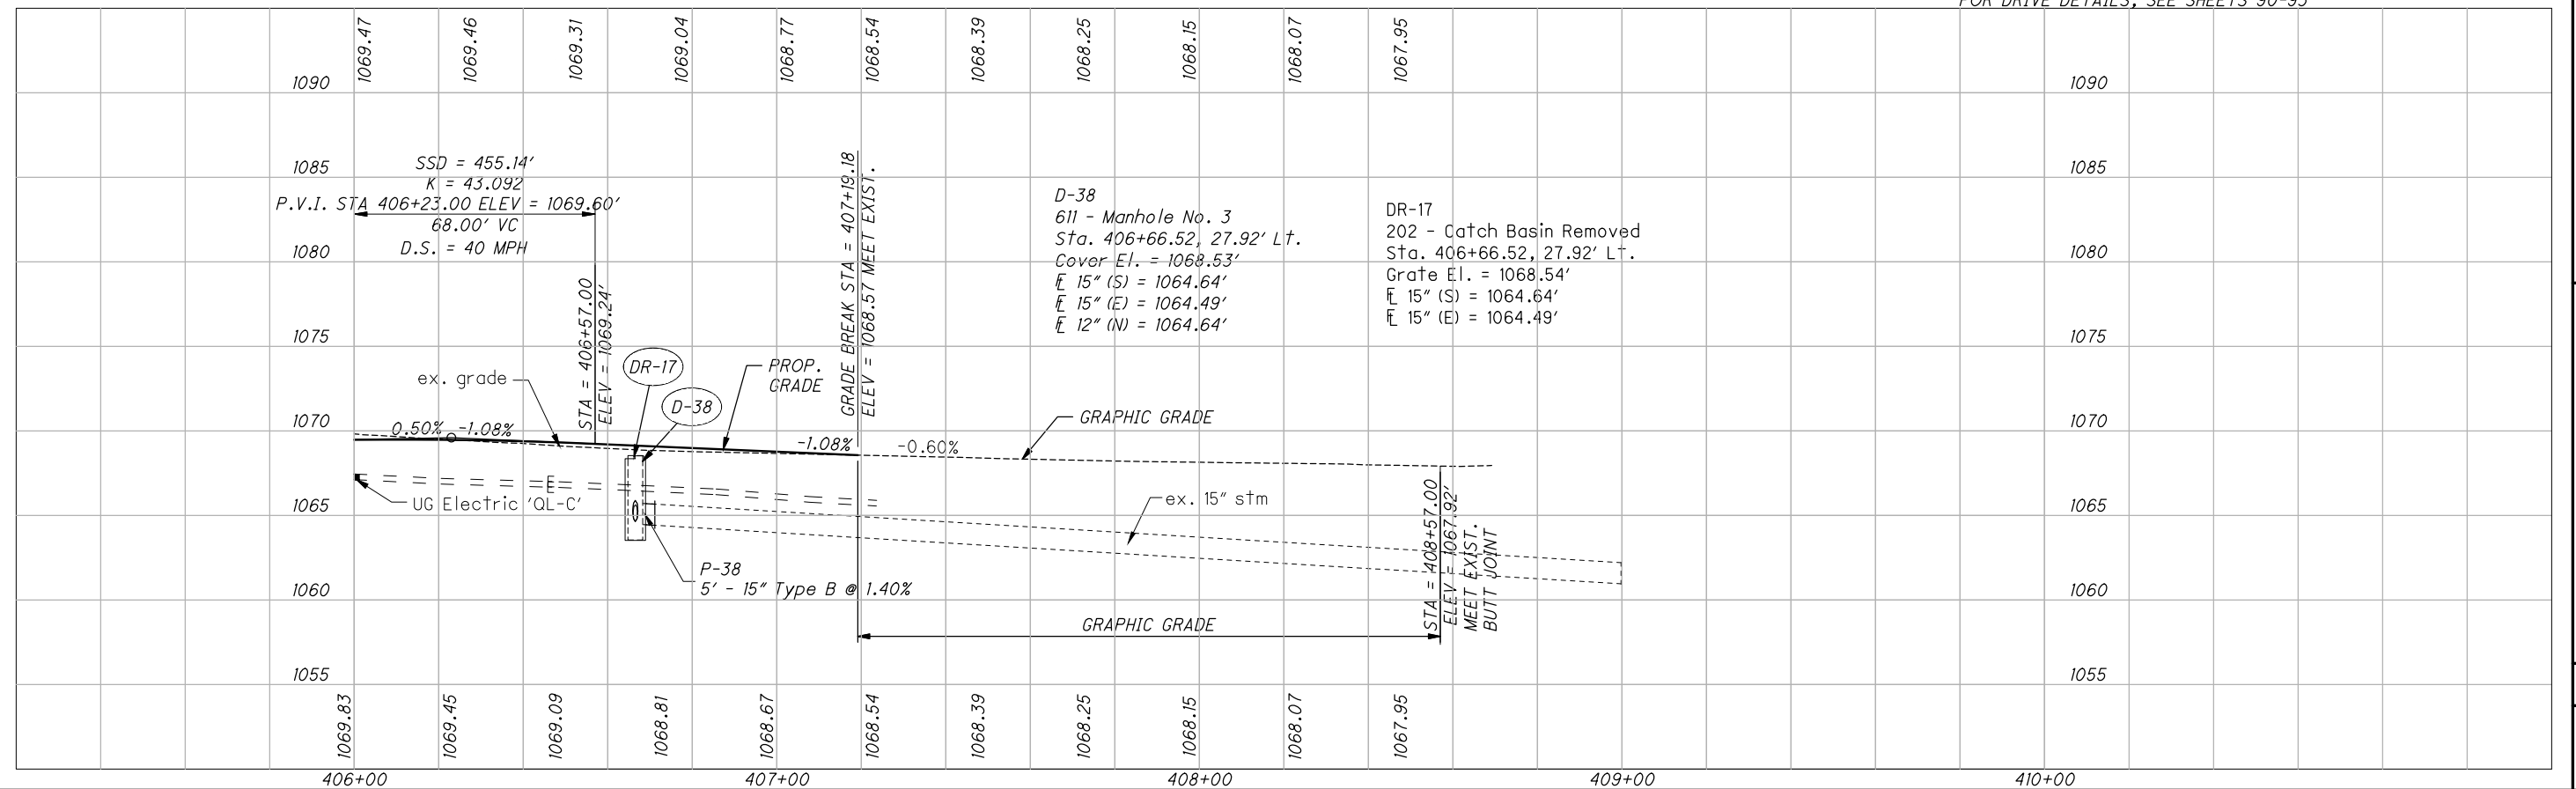 FOR DRIVE DETAILS, SEE SHEETS 90-95
1069.47
1069.46
1069.31
1069.04
1068.77
1068.54
1068.39
1068.25
1068.15
1068.07
1067.95
1090
1090
1085
1085
1080
1080
1075
1075
1070
1070
1065
1065
1060
1060
1055
1055
SSD = 455.14'
K = 43.092
P.V.I. STA 406+23.00 ELEV = 1069.60'
68.00' VC
D.S. = 40 MPH
STA = 406+57.00
ELEV = 1069.24'
GRADE BREAK STA = 407+19.18
ELEV = 1068.57 MEET EXIST.
D-38
611 - Manhole No. 3
Sta. 406+66.52, 27.92' Lt.
Cover El. = 1068.53'
15" (S) = 1064.64'
15" (E) = 1064.49'
12" (N) = 1064.64'
DR-17
202 - Catch Basin Removed
Sta. 406+66.52, 27.92' Lt.
Grate El. = 1068.54'
15" (S) = 1064.64'
15" (E) = 1064.49'
ex. grade
DR-17
D-38
PROP.
GRADE
GRAPHIC GRADE
0.50%
-1.08%
-1.08%
-0.60%
E
UG Electric 'QL-C'
ex. 15" stm
P-38
5' - 15" Type B @ 1.40%
GRAPHIC GRADE
STA = 408+57.00
ELEV = 1067.92'
MEET EXIST.
BUTT JOINT
1069.83
1069.45
1069.09
1068.81
1068.67
1068.54
1068.39
1068.25
1068.15
1068.07
1067.95
406+00
407+00
408+00
409+00
410+00